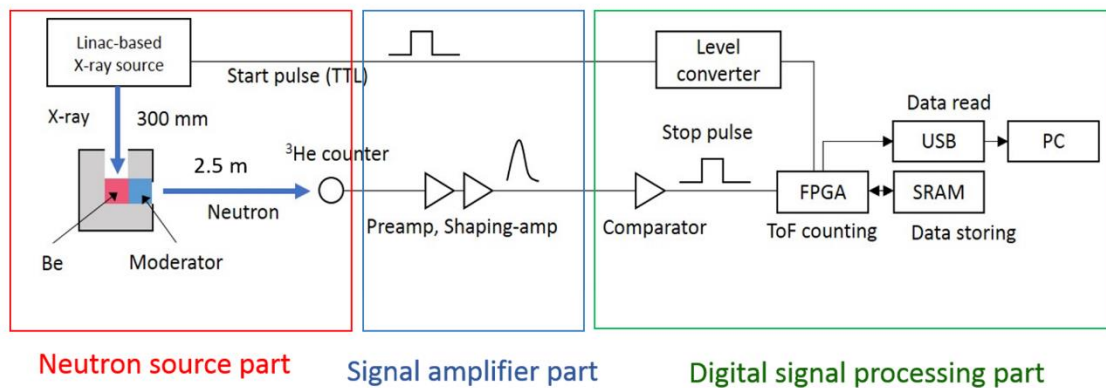 Linac-based
X-ray source
Start pulse (TTL)
Level
converter
X-ray
300 mm
Data read
Stop pulse
USB
PC
2.5 m
³He counter
Neutron
FPGA
SRAM
Preamp, Shaping-amp
Comparator
ToF counting
Data storing
Be
Moderator
Neutron source part
Signal amplifier part
Digital signal processing part